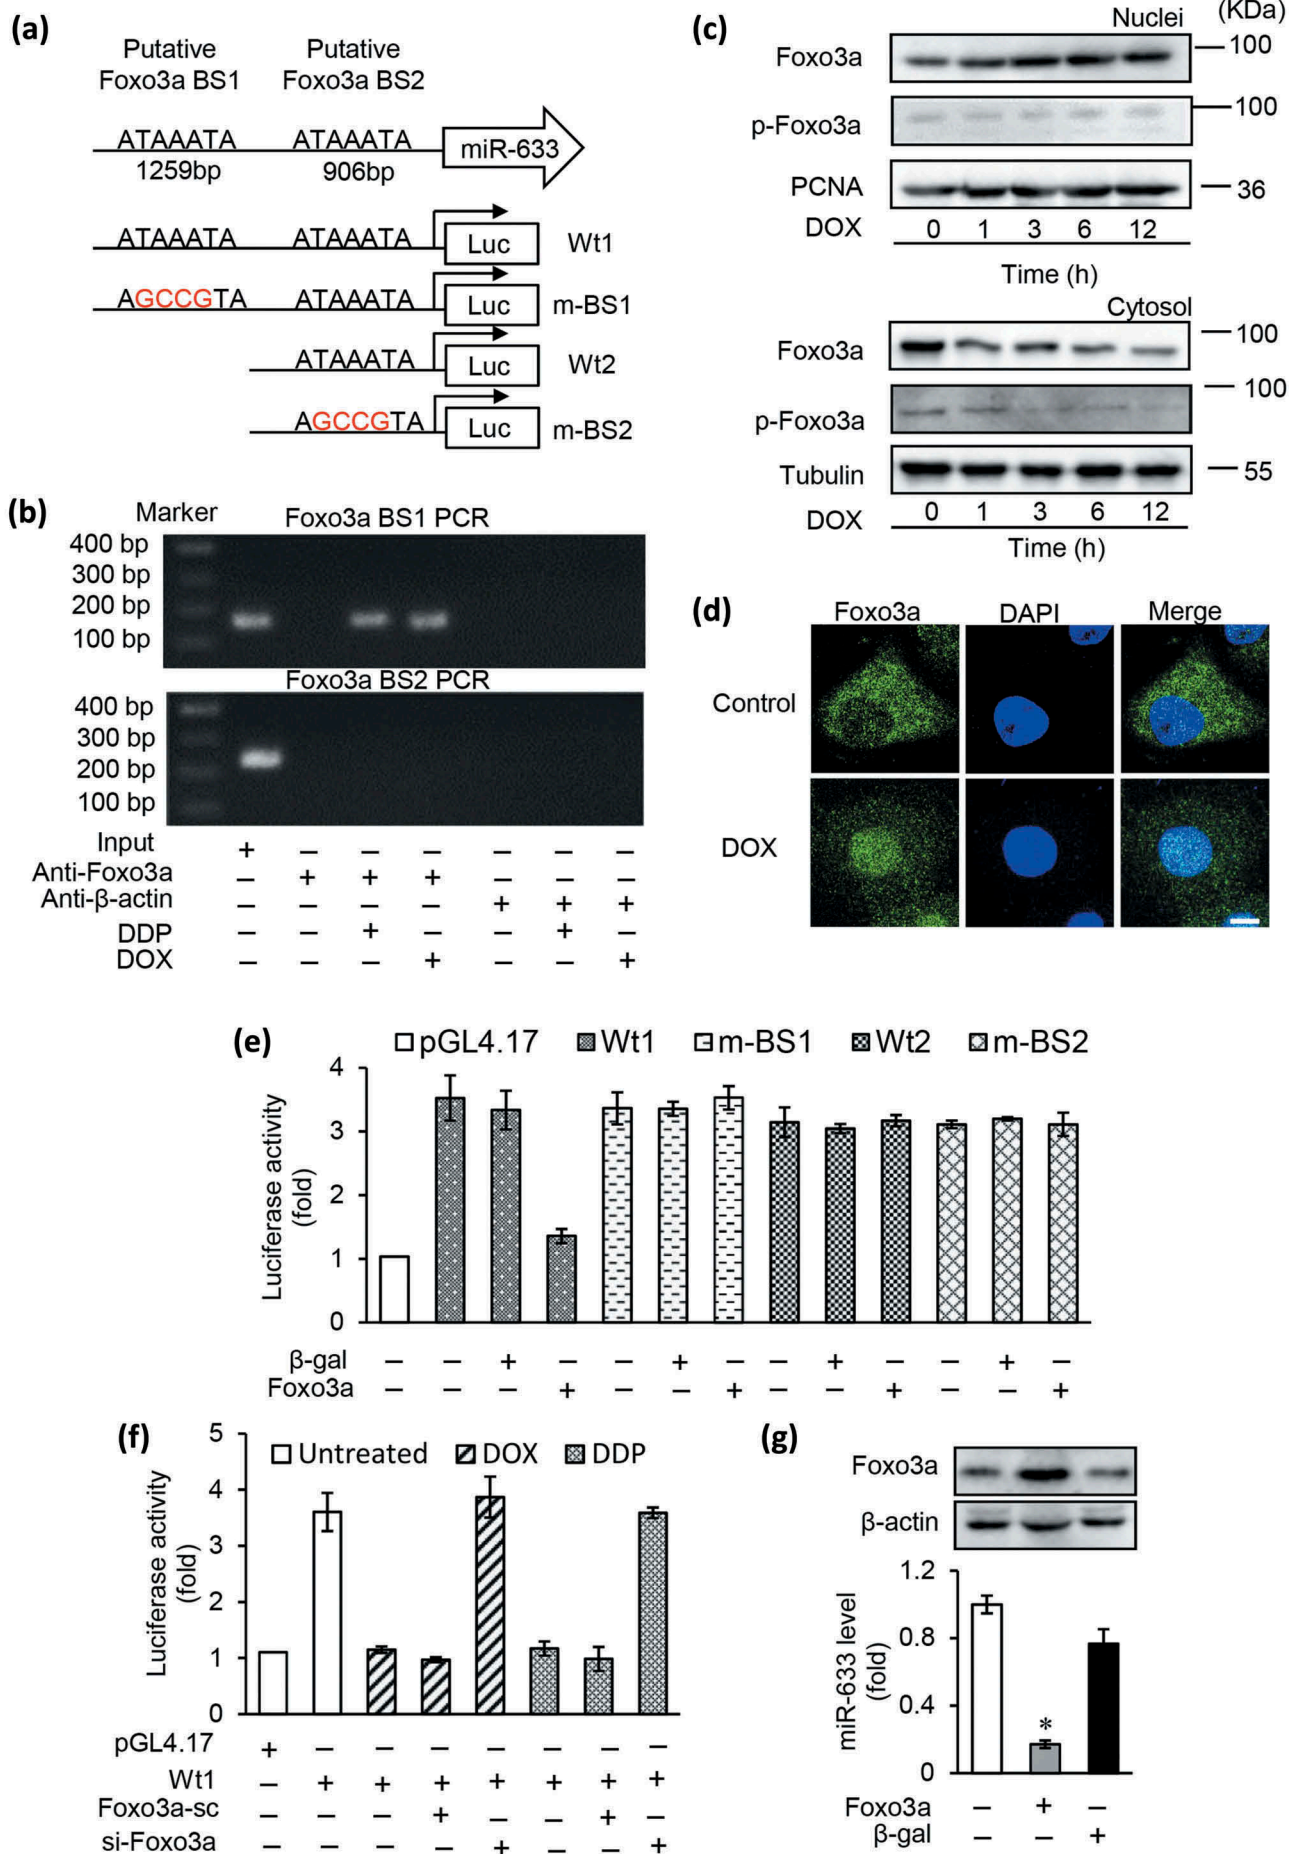 (a)
Putative Putative
Foxo3a BS1 Foxo3a BS2
ATAAATA ATAAATA miR-633
1259bp 906bp
ATAAATA ATAAATA Luc Wt1
AGCCGTA ATAAATA Luc m-BS1
ATAAATA Luc Wt2
AGCCGTA Luc m-BS2
(b)
Marker Foxo3a BS1 PCR
400 bp
300 bp
200 bp
100 bp
Foxo3a BS2 PCR
400 bp
300 bp
200 bp
100 bp
Input + – – – – – –
Anti-Foxo3a – + + + – – –
Anti-β-actin – – – – + + +
DDP – – + – – + –
DOX – – – + – – +
(c)
Nuclei (KDa)
Foxo3a 100
p-Foxo3a 100
PCNA 36
DOX 0 1 3 6 12
Time (h)
Cytosol
Foxo3a 100
p-Foxo3a 100
Tubulin 55
DOX 0 1 3 6 12
Time (h)
(d)
Foxo3a DAPI Merge
Control
DOX
(e)
pGL4.17 Wt1 m-BS1 Wt2 m-BS2
Luciferase activity
(fold)
4
3
2
1
0
β-gal – – + – – + – – + – – + –
Foxo3a – – – + – – + – – + – – +
(f)
Untreated DOX DDP
Luciferase activity
(fold)
5
4
3
2
1
0
pGL4.17 + – – – – – – –
Wt1 – + + + + + + +
Foxo3a-sc – – – + – – + –
si-Foxo3a – – – – + – – +
(g)
Foxo3a
β-actin
miR-633 level
(fold)
1.2
0.8
0.4
0
*
Foxo3a – + –
β-gal – – +